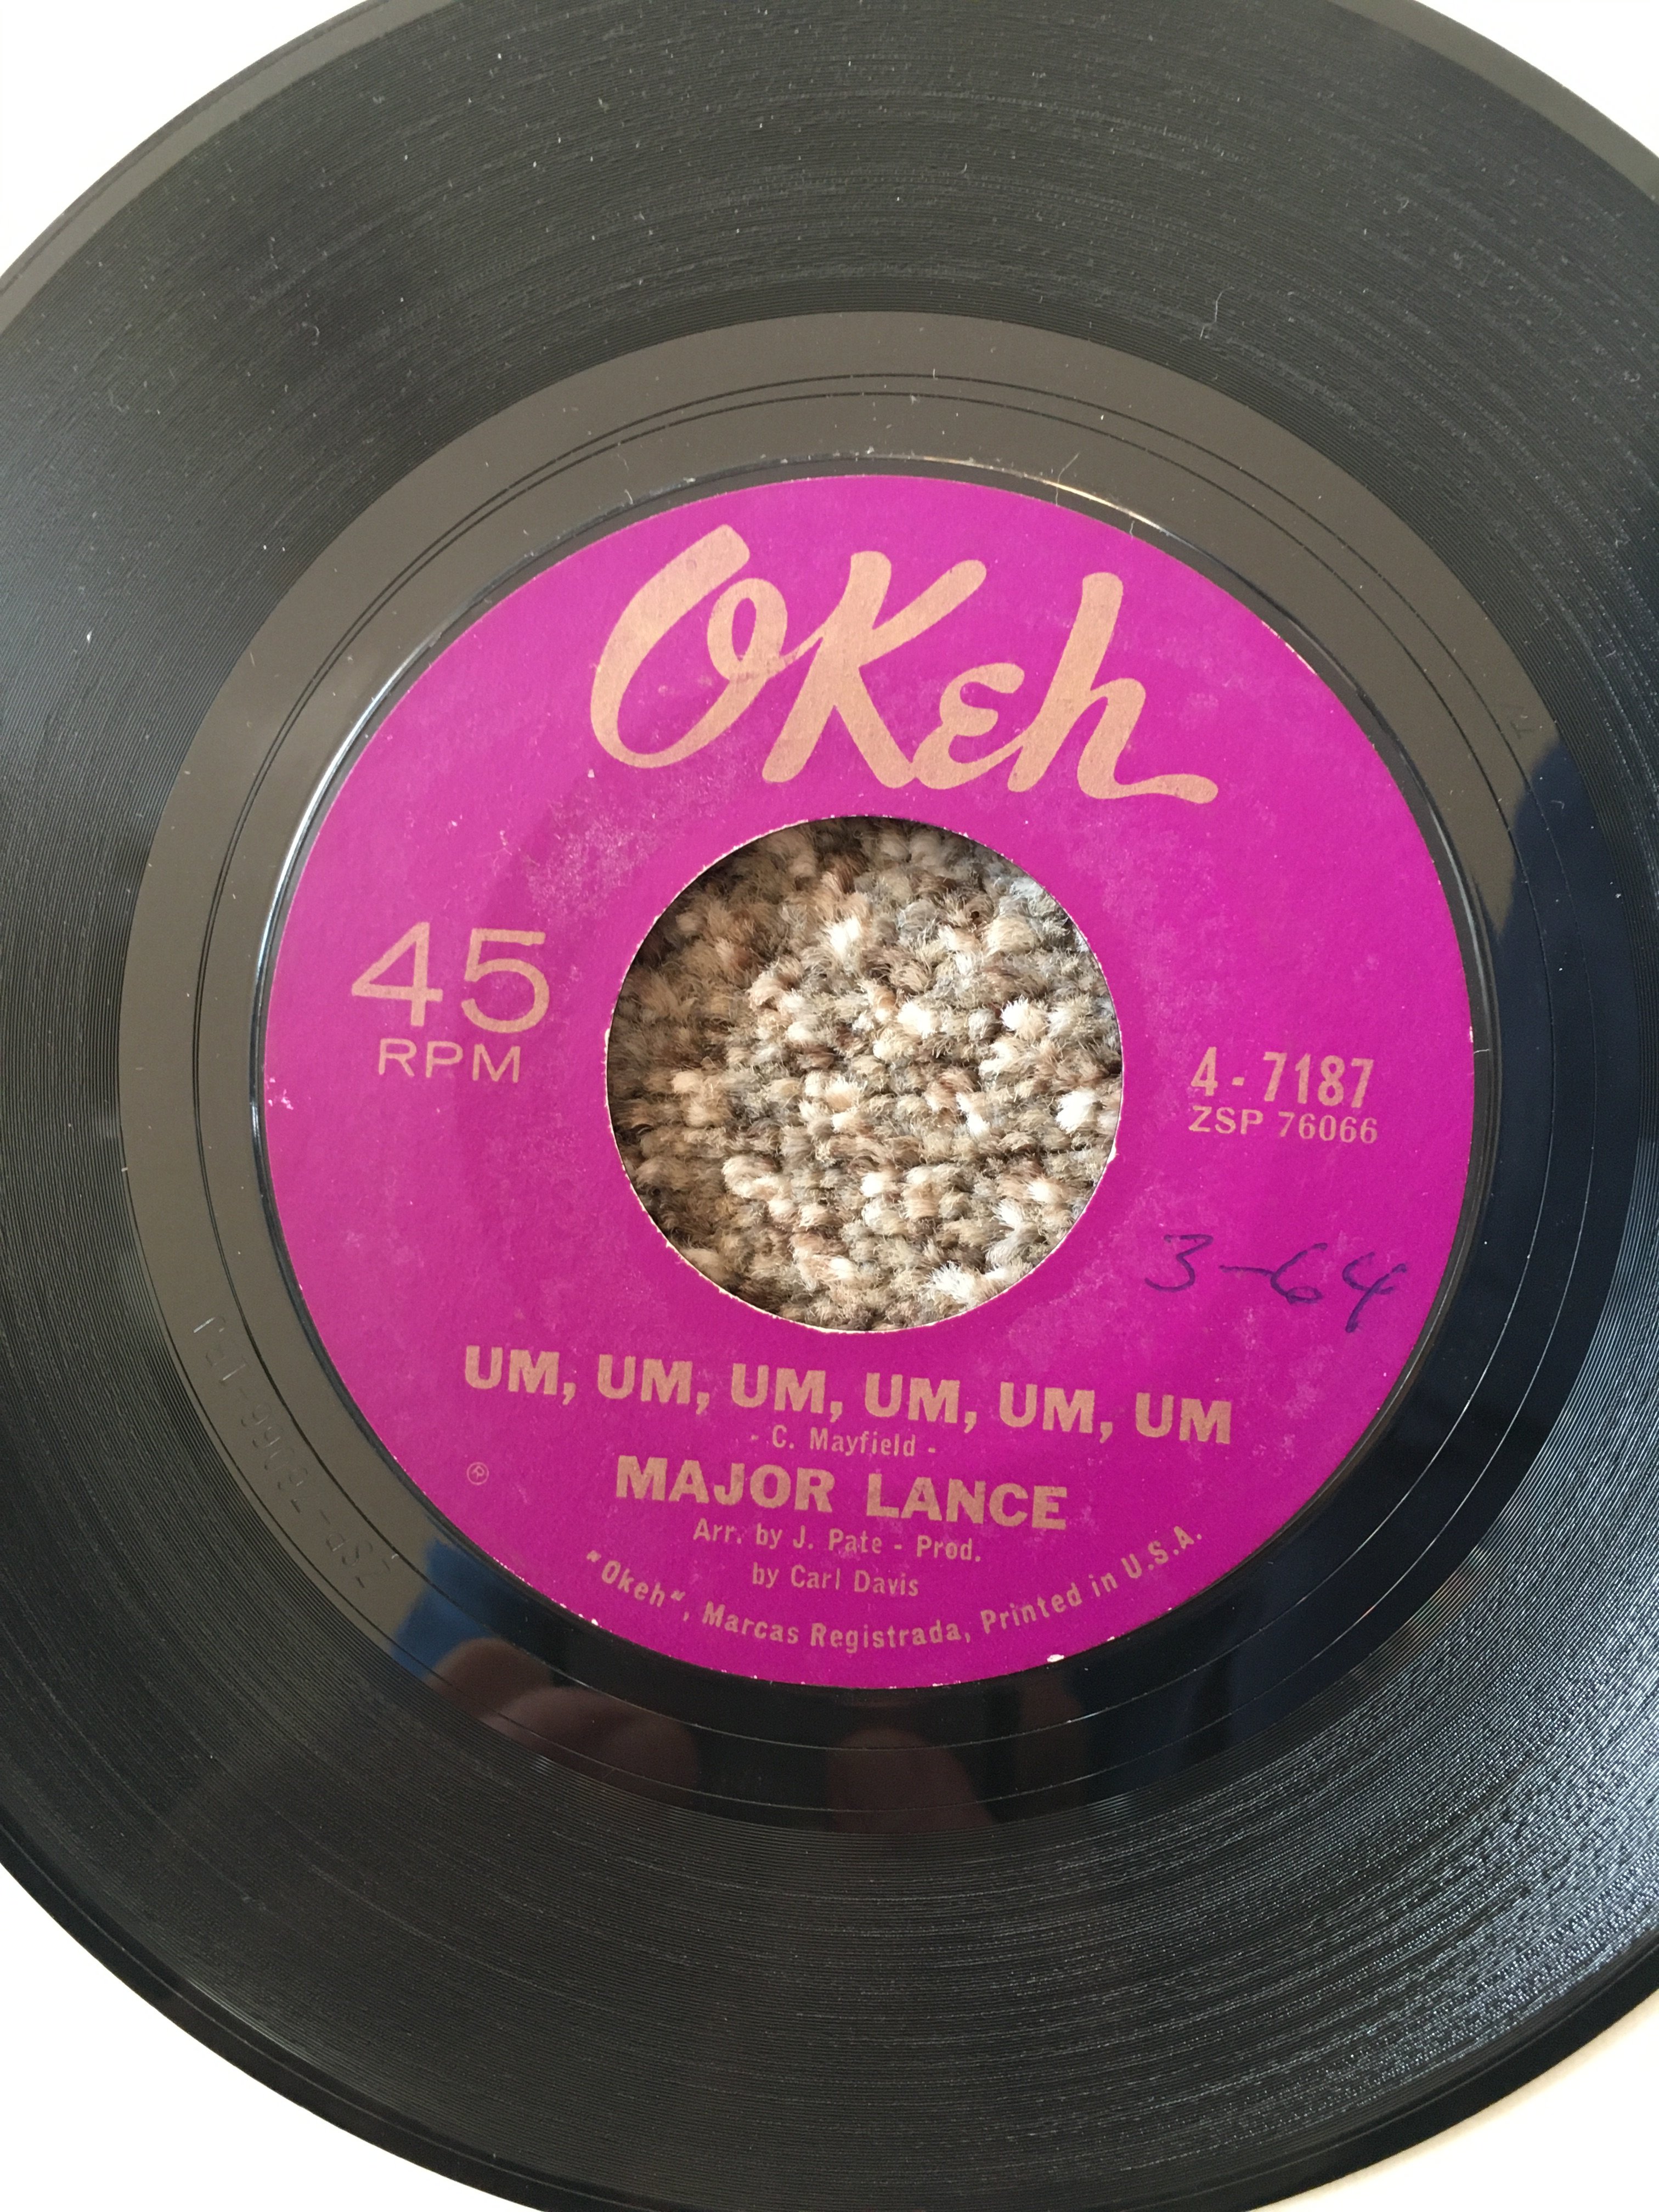 OKeh
45
RPM
4 - 7187
ZSP 76066
3-64
UM, UM, UM, UM, UM, UM
- C. Mayfield -
MAJOR LANCE
®
Arr. by J. Pate - Prod.
by Carl Davis
"Okeh", Marcas Registrada, Printed in U.S.A.